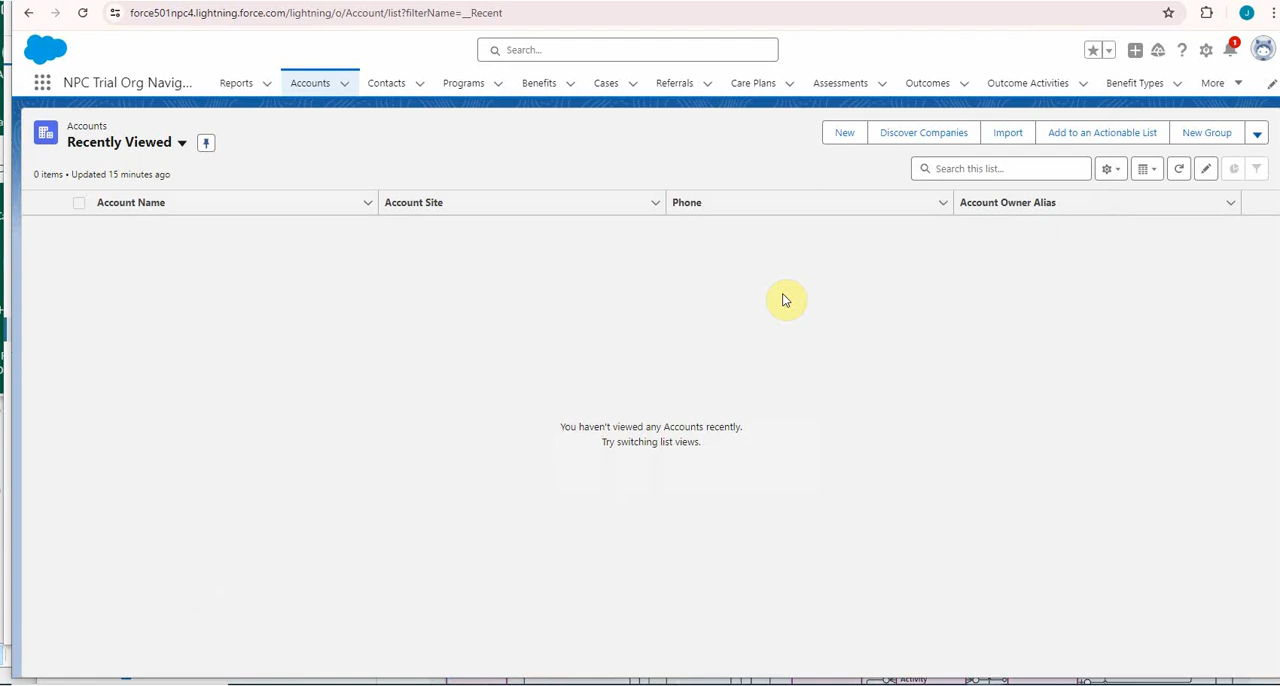 force501npc4.lightning.force.com/lightning/o/Account/list?filterName=__Recent
J
Search...
1
NPC Trial Org Navig...
Reports
Accounts
Contacts
Programs
Benefits
Cases
Referrals
Care Plans
Assessments
Outcomes
Outcome Activities
Benefit Types
More
Accounts
Recently Viewed
New
Discover Companies
Import
Add to an Actionable List
New Group
0 items • Updated 15 minutes ago
Search this list...
Account Name
Account Site
Phone
Account Owner Alias
You haven't viewed any Accounts recently.
Try switching list views.
Activity